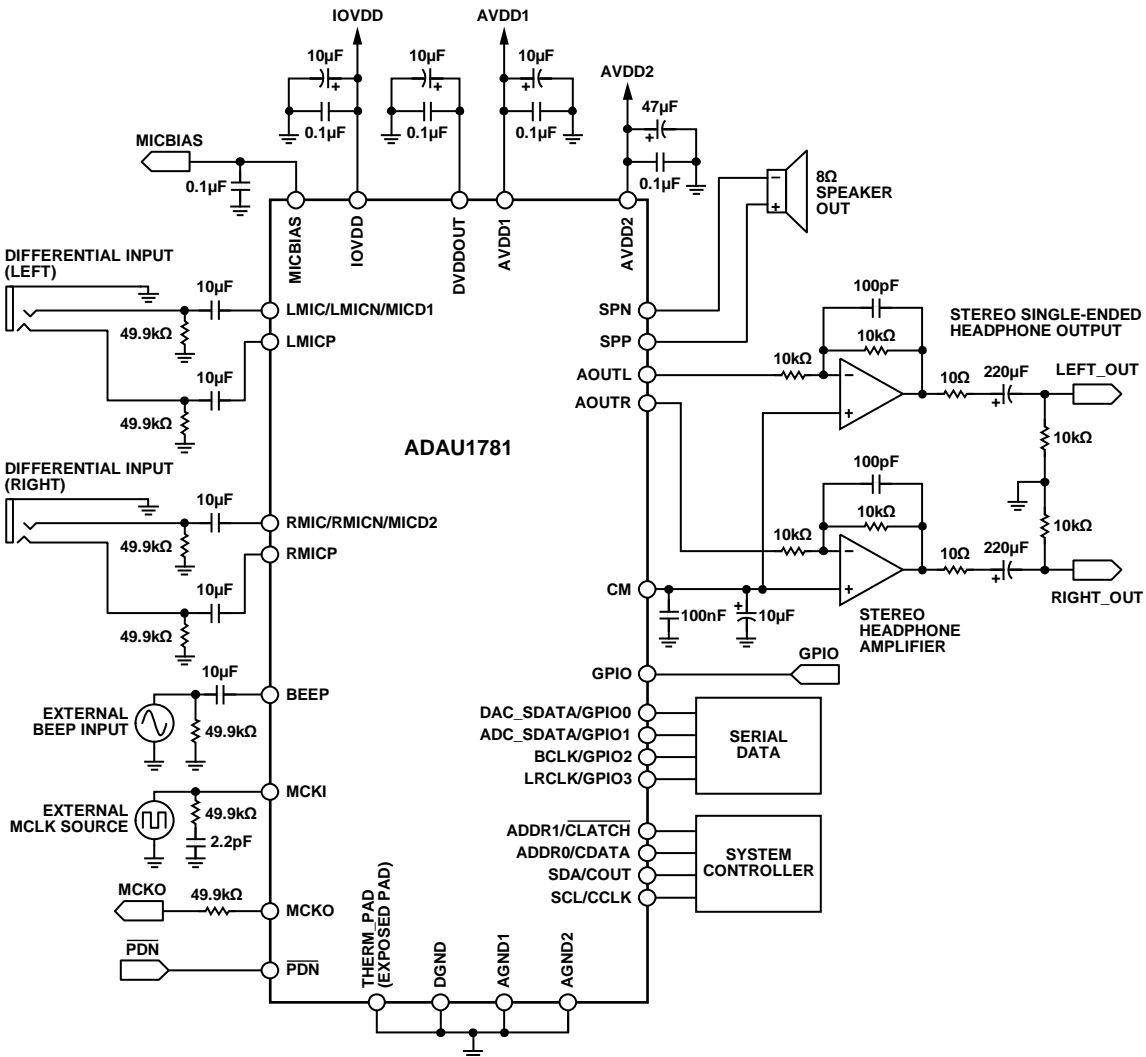 IOVDD
AVDD1
AVDD2
10µF
10µF
10µF
47µF
0.1µF
0.1µF
0.1µF
0.1µF
MICBIAS
0.1µF
8Ω
SPEAKER
OUT
MICBIAS
IOVDD
DVDDOUT
AVDD1
AVDD2
DIFFERENTIAL INPUT
(LEFT)
10µF
49.9kΩ
10µF
49.9kΩ
LMIC/LMICN/MICD1
LMICP
DIFFERENTIAL INPUT
(RIGHT)
10µF
49.9kΩ
10µF
49.9kΩ
RMIC/RMICN/MICD2
RMICP
10µF
EXTERNAL
BEEP INPUT
49.9kΩ
BEEP
EXTERNAL
MCLK SOURCE
49.9kΩ
2.2pF
MCKI
MCKO
49.9kΩ
MCKO
PDN
PDN
ADAU1781
THERM_PAD
(EXPOSED PAD)
DGND
AGND1
AGND2
SPN
SPP
AOUTL
AOUTR
CM
GPIO
DAC_SDATA/GPIO0
ADC_SDATA/GPIO1
BCLK/GPIO2
LRCLK/GPIO3
ADDR1/CLATCH
ADDR0/CDATA
SDA/COUT
SCL/CCLK
− +
100pF
10kΩ
10kΩ
− +
10Ω
220µF
+
STEREO SINGLE-ENDED
HEADPHONE OUTPUT
LEFT_OUT
10kΩ
10kΩ
100pF
10kΩ
10kΩ
− +
10Ω
220µF
+
RIGHT_OUT
STEREO
HEADPHONE
AMPLIFIER
100nF
+
10µF
GPIO
SERIAL
DATA
SYSTEM
CONTROLLER